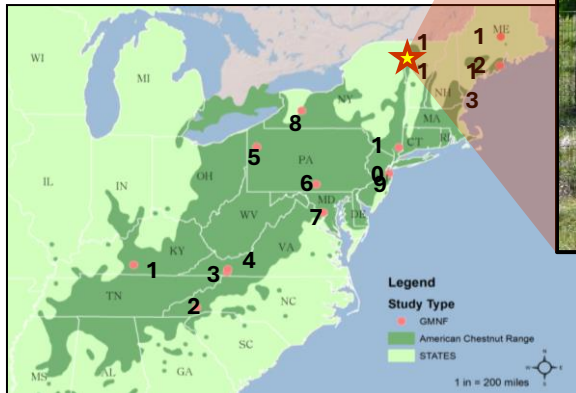 WI
MI
ME
1
1
1
1
2
NH
3
NY
MA
8
CT
RI
1
5
PA
0
9
IL
IN
OH
6
MD
7
DE
WV
VA
KY
1
4
3
TN
2
NC
SC
MS
AL
GA
Legend
Study Type
GMNF
American Chestnut Range
STATES
1 in = 200 miles
N
W
E
S